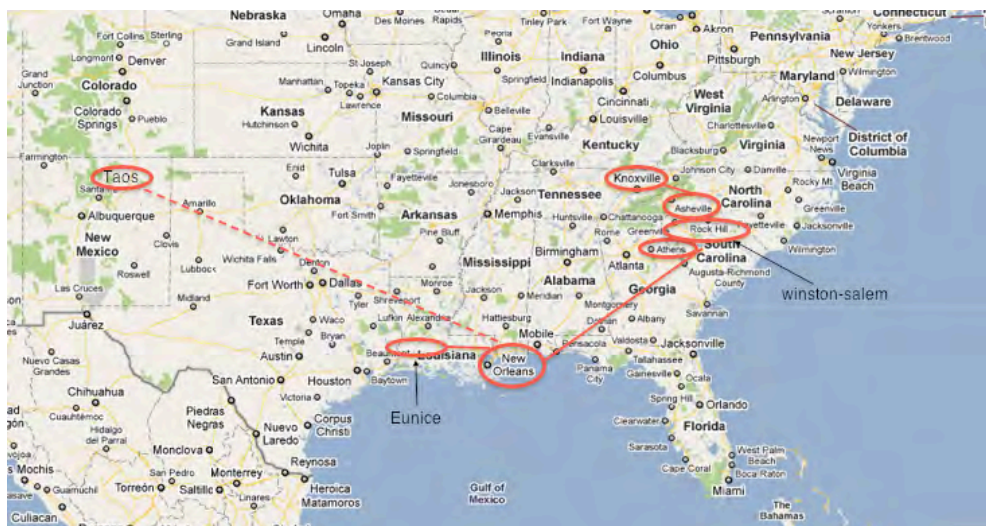 Nebraska
Omaha
Des Moines
Cedar
Rapids
Tinley Park
Fort Wayne
Lorain
Akron
Pennsylvania
Connecticut
Scranton
Yonkers
Brentwood
Fort Collins
Sterling
Longmont
Denver
Grand Island
Lincoln
Peoria
Illinois
Indiana
Ohio
Pittsburgh
New Jersey
Grand
Junction
Colorado
St Joseph
Quincy
Springfield
Indianapolis
Columbus
Maryland
Wilmington
Manhattan
Topeka
Kansas City
Lawrence
Columbia
Cincinnati
West
Virginia
Arlington
Delaware
Colorado
Springs
Pueblo
Kansas
Hutchinson
Wichita
Missouri
Belleville
Cape
Girardeau
Evansville
Louisville
Kentucky
Charlottesville
District of
Columbia
Newport
News
Virginia
Beach
Farmington
Enid
Tulsa
Joplin
Springfield
Clarksville
Blacksburg
Virginia
Johnson City
Danville
Taos
Fayetteville
Jonesboro
Jackson
Tennessee
Knoxville
Rocky Mt
North
Carolina
Greenville
Amarillo
Oklahoma
Fort Smith
Arkansas
Memphis
Huntsville
Chattanooga
Asheville
Albuquerque
Rock Hill
Fayetteville
Jacksonville
Rome
Greenville
Wilmington
New
Mexico
Clovis
Lawton
Pine Bluff
Birmingham
Atlanta
Athens
South
Carolina
Roswell
Lubbock
Wichita Falls
Denton
Mississippi
Alabama
Augusta-Richmond
County
Las Cruces
Midland
Fort Worth
Dallas
Monroe
Shreveport
Jackson
Meridian
Montgomery
Georgia
winston-salem
Juárez
Texas
Tyler
Waco
Lufkin
Alexandria
Hattiesburg
Dothan
Albany
Savannah
Temple
Bryan
Mobile
Pensacola
Valdosta
Jacksonville
Nuevo Casas
Grandes
Austin
Beaumont
Louisiana
New
Orleans
Panama
City
Tallahassee
Gainesville
Ocala
San Antonio
Houston
Baytown
Chihuahua
Victoria
Eunice
Spring Hill
Orlando
Cuauhtémoc
Piedras
Negras
Corpus
Christi
Clearwater
Florida
Hidalgo
del Parral
Nuevo
Laredo
Sarasota
West Palm
Beach
Monclova
Reynosa
Cape Coral
Boca Raton
s Mochis
Guamúchil
San Pedro
Monterrey
Heroica
Matamoros
Gulf of
Mexico
Miami
Torreón
Saltillo
Linares
Culiacan
The
Bahamas